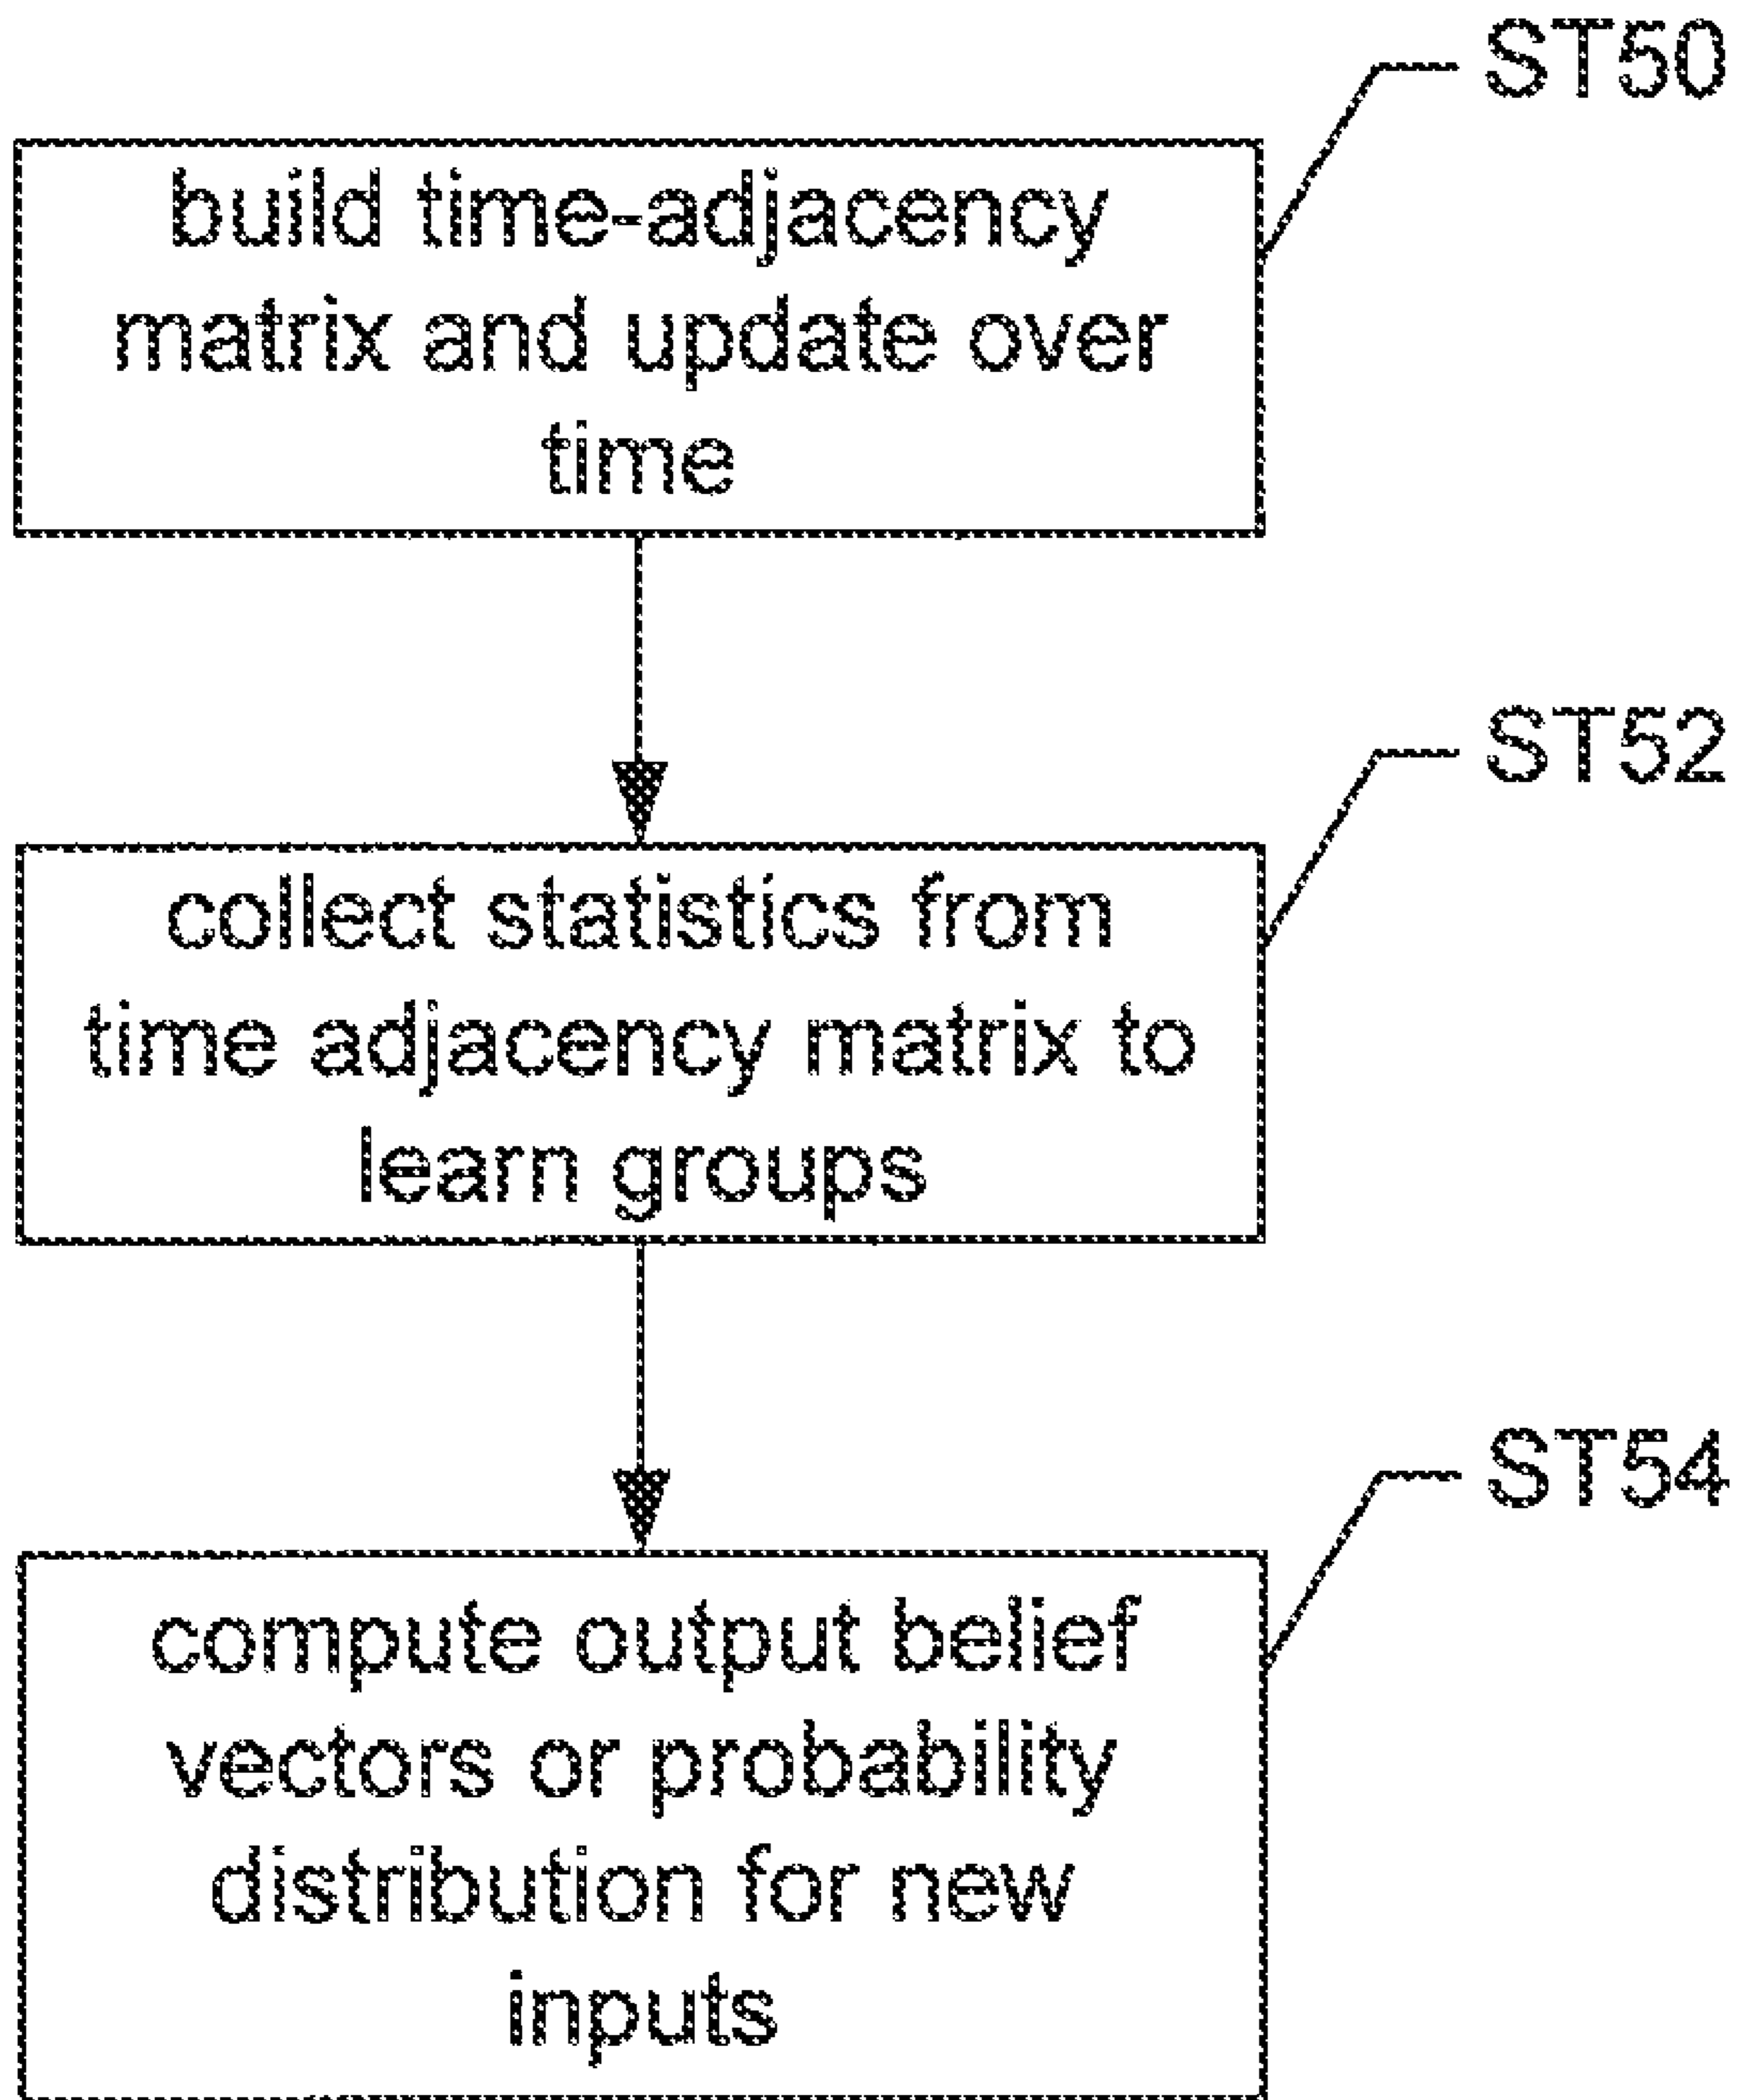 ST50
build time-adjacency
matrix and update over
time
ST52
collect statistics from
time adjacency matrix to
learn groups
ST54
compute output belief
vectors or probability
distribution for new
inputs